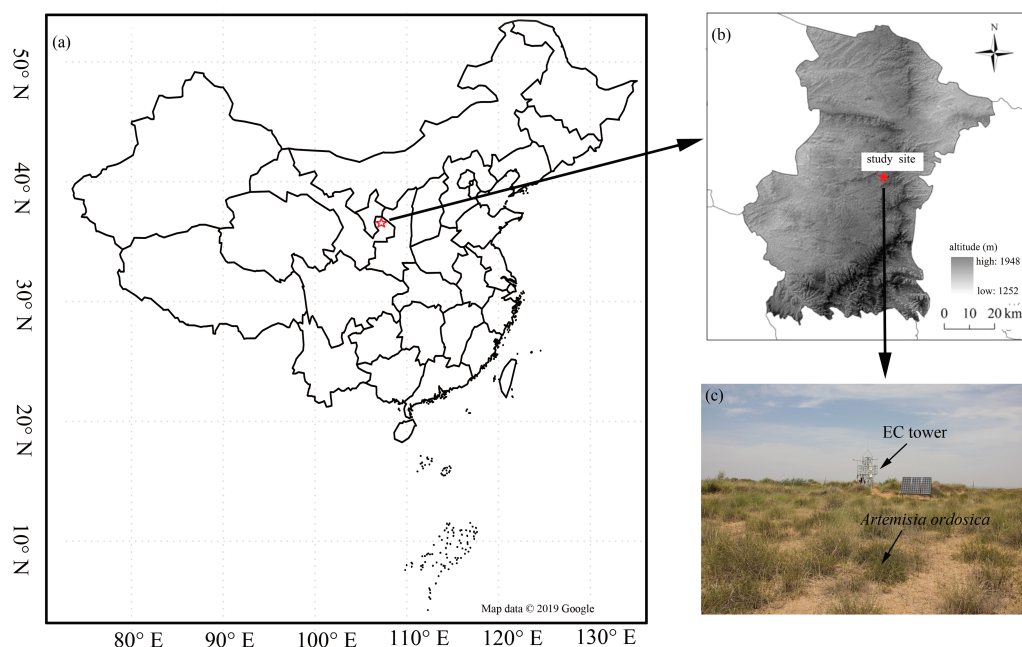 (a)
50° N
40° N
30° N
20° N
10° N
80° E
90° E
100° E
110° E
120° E
130° E
Map data © 2019 Google
(b)
N
study site
altitude (m)
high: 1948
low: 1252
0 10 20 km
(c)
EC tower
Artemisia ordosica